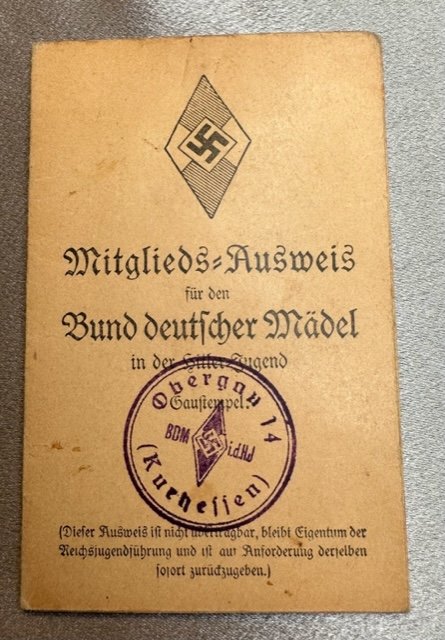 Mitglieds-Ausweis
für den
Bund deutscher Mädel
in der Hitler-Jugend
Gaustempel:
Obergau 14
BDM
i.d.HJ
(Kurhessen)
(Dieser Ausweis ist nicht übertragbar, bleibt Eigentum der
Reichsjugendführung und ist auf Anforderung derselben
sofort zurückzugeben.)